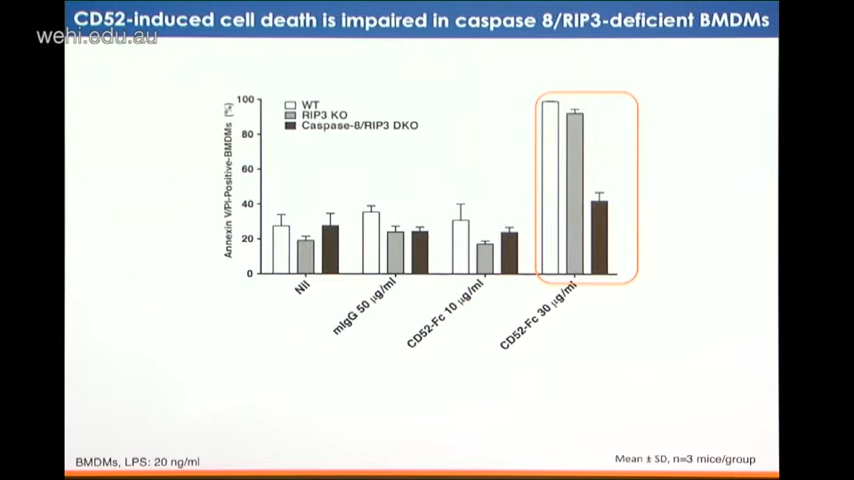 CD52-induced cell death is impaired in caspase 8/RIP3-deficient BMDMs
wehi.edu.au
WT
RIP3 KO
Caspase-8/RIP3 DKO
Annexin V/PI-Positive-BMDMs (%)
100
80
60
40
20
0
Nil
mIgG 50 μg/ml
CD52-Fc 10 μg/ml
CD52-Fc 30 μg/ml
BMDMs, LPS: 20 ng/ml
Mean ± SD, n=3 mice/group